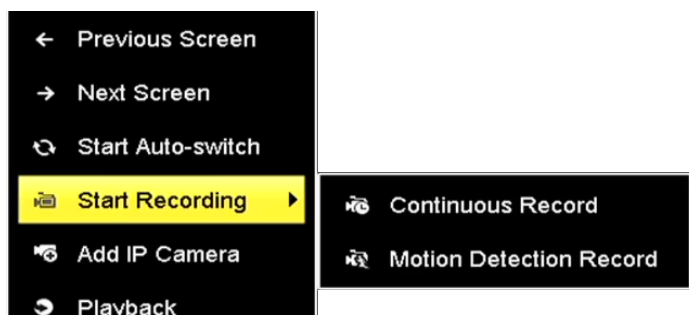 Previous Screen
Next Screen
Start Auto-switch
Start Recording
Continuous Record
Add IP Camera
Motion Detection Record
Playback